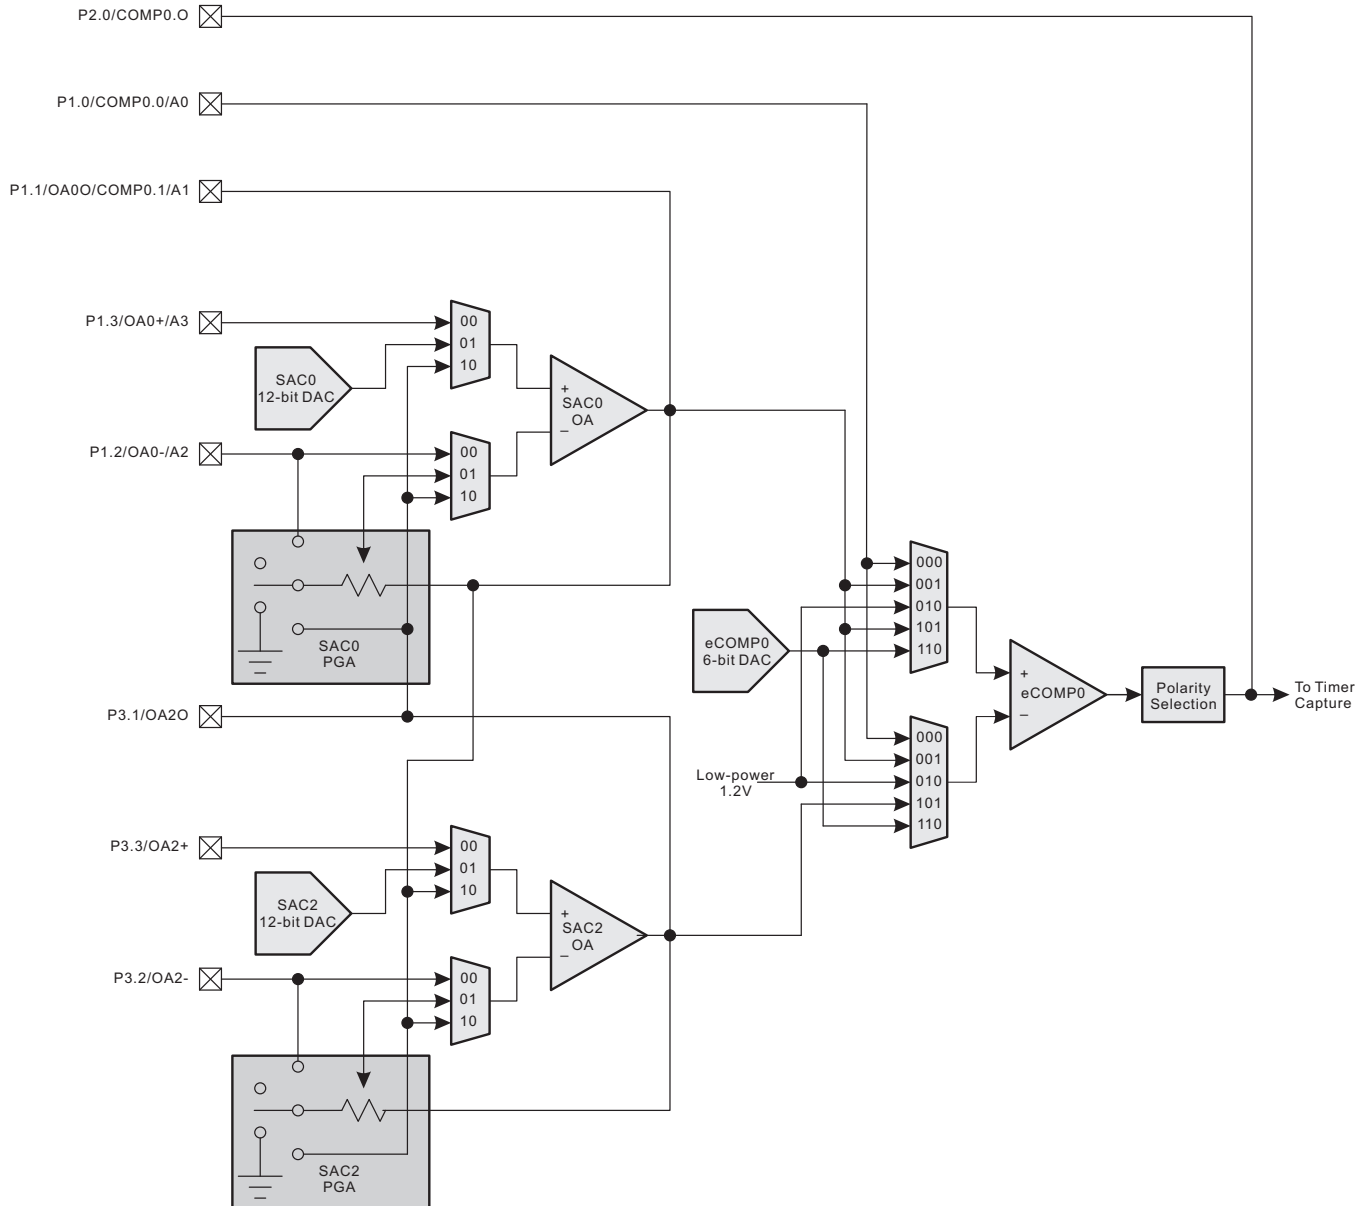 P2.0/COMP0.O
P1.0/COMP0.0/A0
P1.1/OA0O/COMP0.1/A1
P1.3/OA0+/A3
00
01
10
SAC0
12-bit DAC
+
SAC0
OA
−
P1.2/OA0-/A2
00
01
10
SAC0
PGA
000
001
010
101
110
eCOMP0
6-bit DAC
+
eCOMP0
−
Polarity
Selection
To Timer
Capture
P3.1/OA2O
Low-power
1.2V
000
001
010
101
110
P3.3/OA2+
00
01
10
SAC2
12-bit DAC
+
SAC2
OA
−
P3.2/OA2-
00
01
10
SAC2
PGA